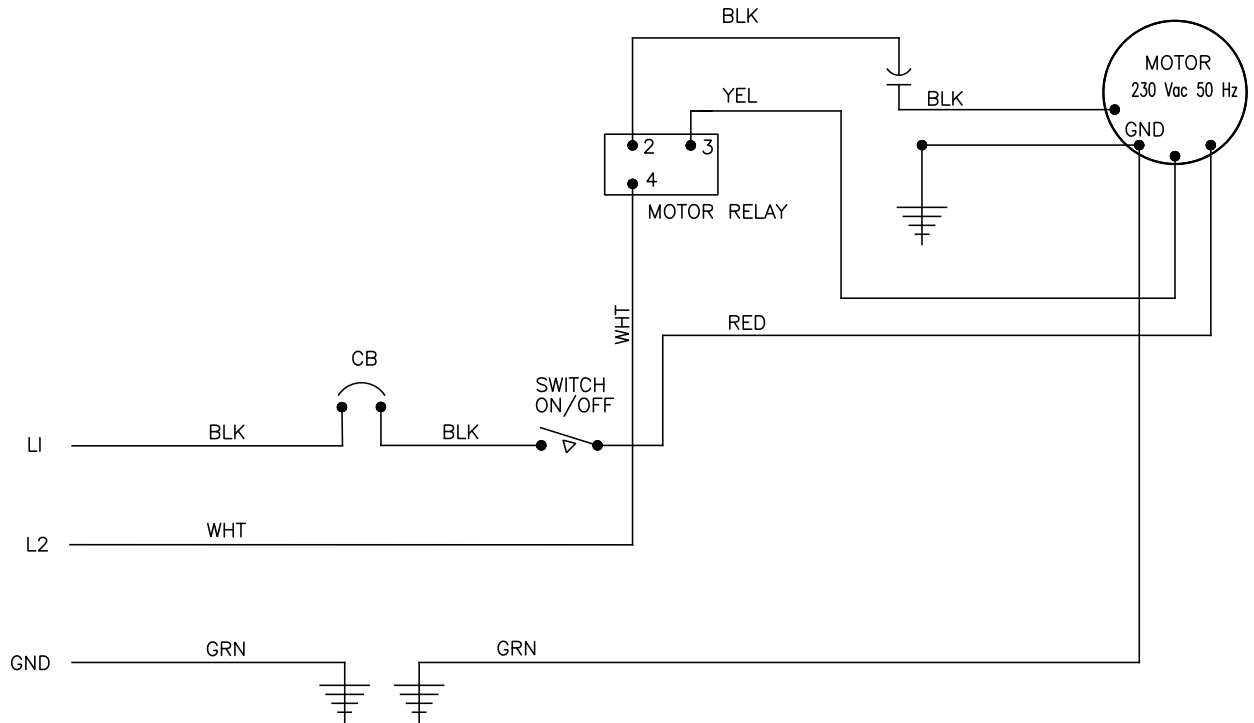 BLK
MOTOR
230 Vac 50 Hz
YEL
BLK
GND
2
3
4
MOTOR RELAY
WHT
RED
CB
SWITCH
ON/OFF
L1
BLK
BLK
L2
WHT
GND
GRN
GRN